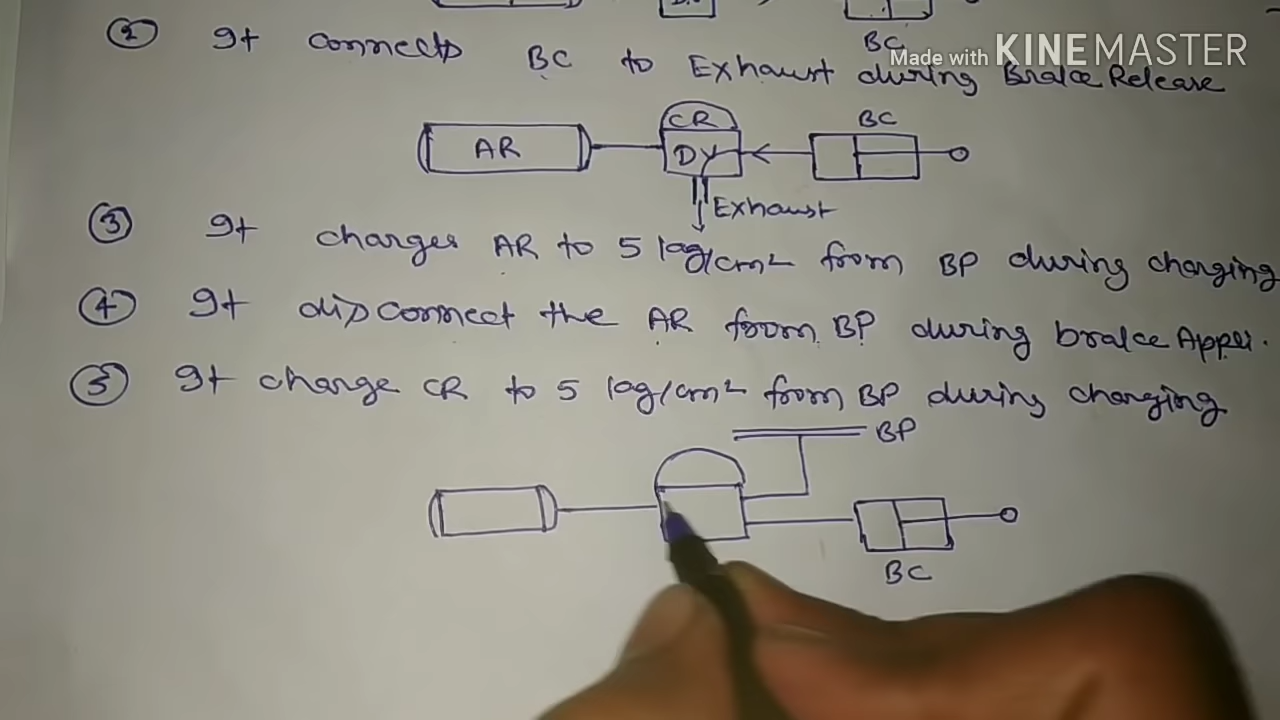 ② It connects BC to Exhaust during Brake Release
BC
Made with KINEMASTER
CR
BC
AR
DV
Exhaust
③ It charges AR to 5 kg/cm² from BP during charging
④ It disconnect the AR from BP during brake Appli.
⑤ It charge CR to 5 kg/cm² from BP during charging
BP
BC